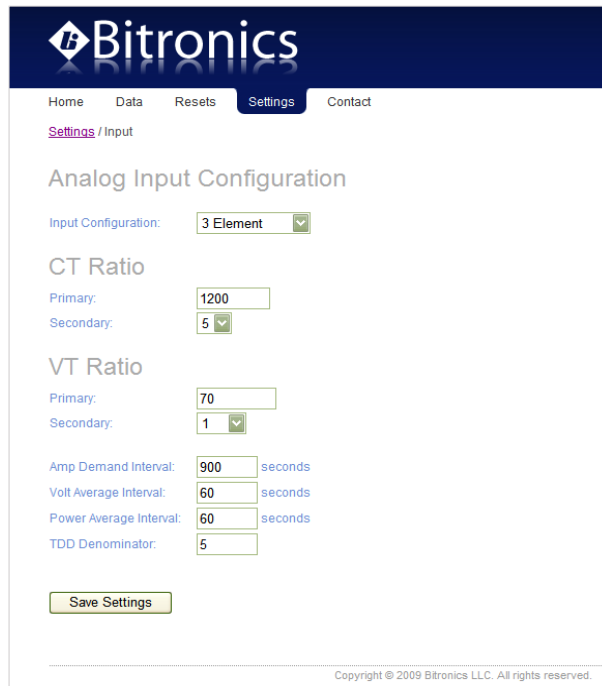 Bitronics
Home Data Resets Settings Contact
Settings / Input
Analog Input Configuration
Input Configuration: 3 Element
CT Ratio
Primary: 1200
Secondary: 5
VT Ratio
Primary: 70
Secondary: 1
Amp Demand Interval: 900 seconds
Volt Average Interval: 60 seconds
Power Average Interval: 60 seconds
TDD Denominator: 5
Save Settings
Copyright © 2009 Bitronics LLC. All rights reserved.